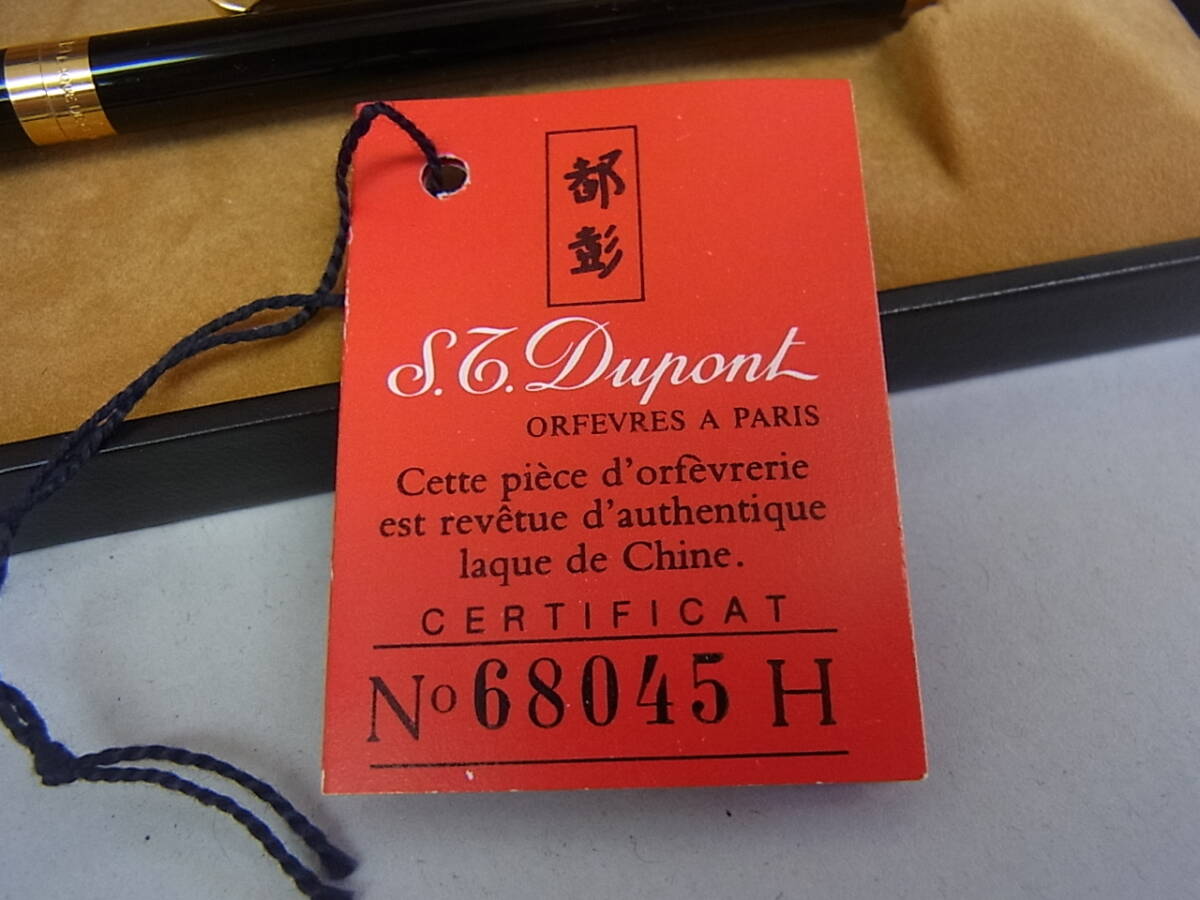 都彭
S.T. Dupont
ORFEVRES A PARIS
Cette pièce d'orfèvrerie
est revêtue d'authentique
laque de Chine.
CERTIFICAT
No 68045 H